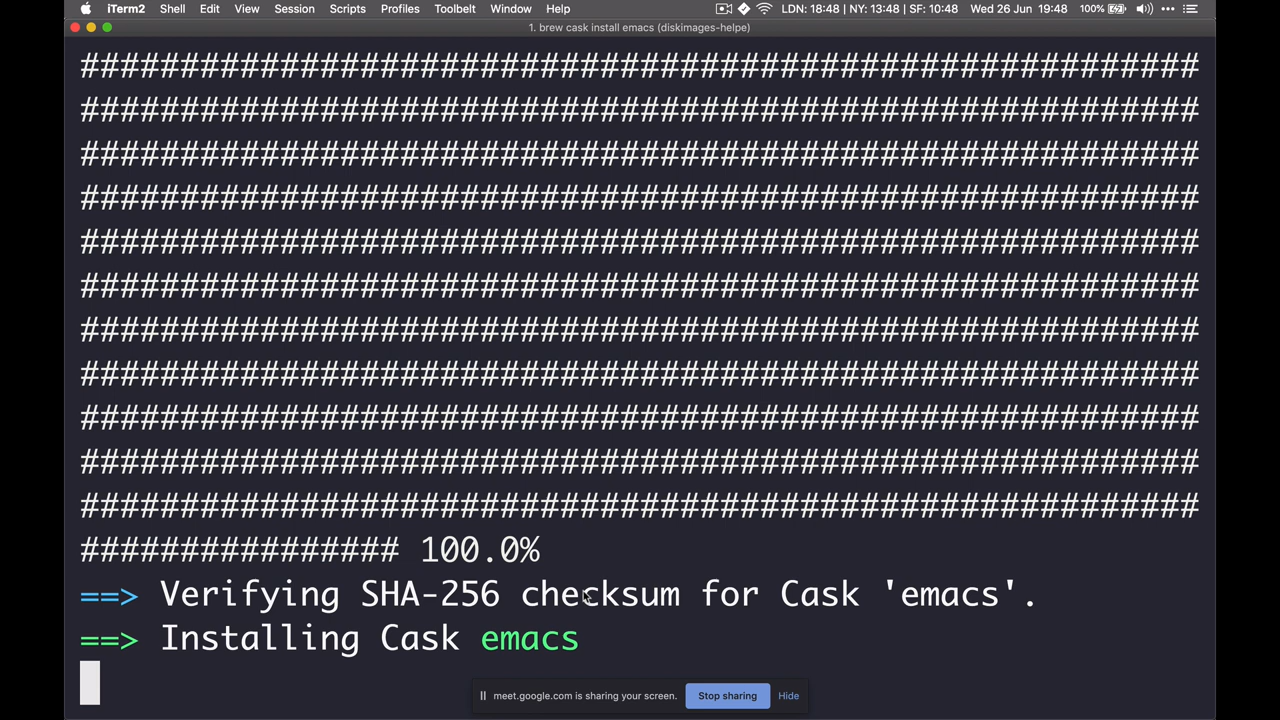 iTerm2 Shell Edit View Session Scripts Profiles Toolbelt Window Help LDN: 18:48 | NY: 13:48 | SF: 10:48 Wed 26 Jun 19:48 100%
1. brew cask install emacs (diskimages-helpe)
########################################################
########################################################
########################################################
########################################################
########################################################
########################################################
########################################################
########################################################
########################################################
########################################################
########################################################
################ 100.0%
==> Verifying SHA-256 checksum for Cask 'emacs'.
==> Installing Cask emacs
meet.google.com is sharing your screen. Stop sharing Hide